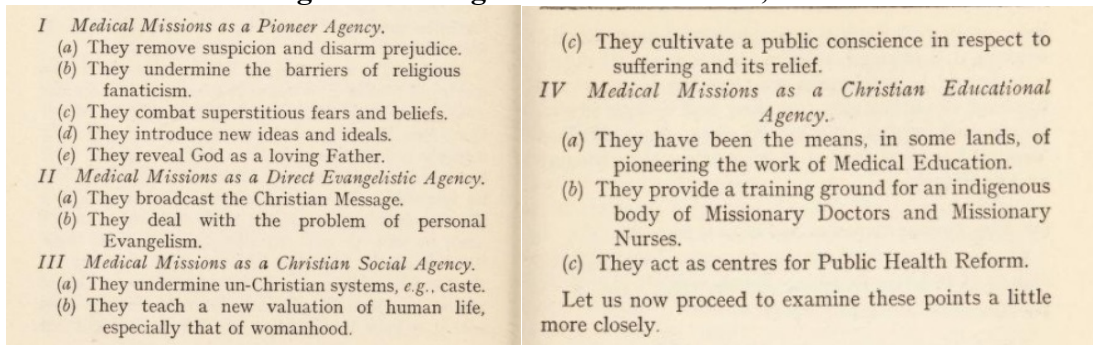 I Medical Missions as a Pioneer Agency.
(a) They remove suspicion and disarm prejudice.
(b) They undermine the barriers of religious
fanaticism.
(c) They combat superstitious fears and beliefs.
(d) They introduce new ideas and ideals.
(e) They reveal God as a loving Father.
II Medical Missions as a Direct Evangelistic Agency.
(a) They broadcast the Christian Message.
(b) They deal with the problem of personal
Evangelism.
III Medical Missions as a Christian Social Agency.
(a) They undermine un-Christian systems, e.g., caste.
(b) They teach a new valuation of human life,
especially that of womanhood.
(c) They cultivate a public conscience in respect to
suffering and its relief.
IV Medical Missions as a Christian Educational
Agency.
(a) They have been the means, in some lands, of
pioneering the work of Medical Education.
(b) They provide a training ground for an indigenous
body of Missionary Doctors and Missionary
Nurses.
(c) They act as centres for Public Health Reform.
Let us now proceed to examine these points a little
more closely.